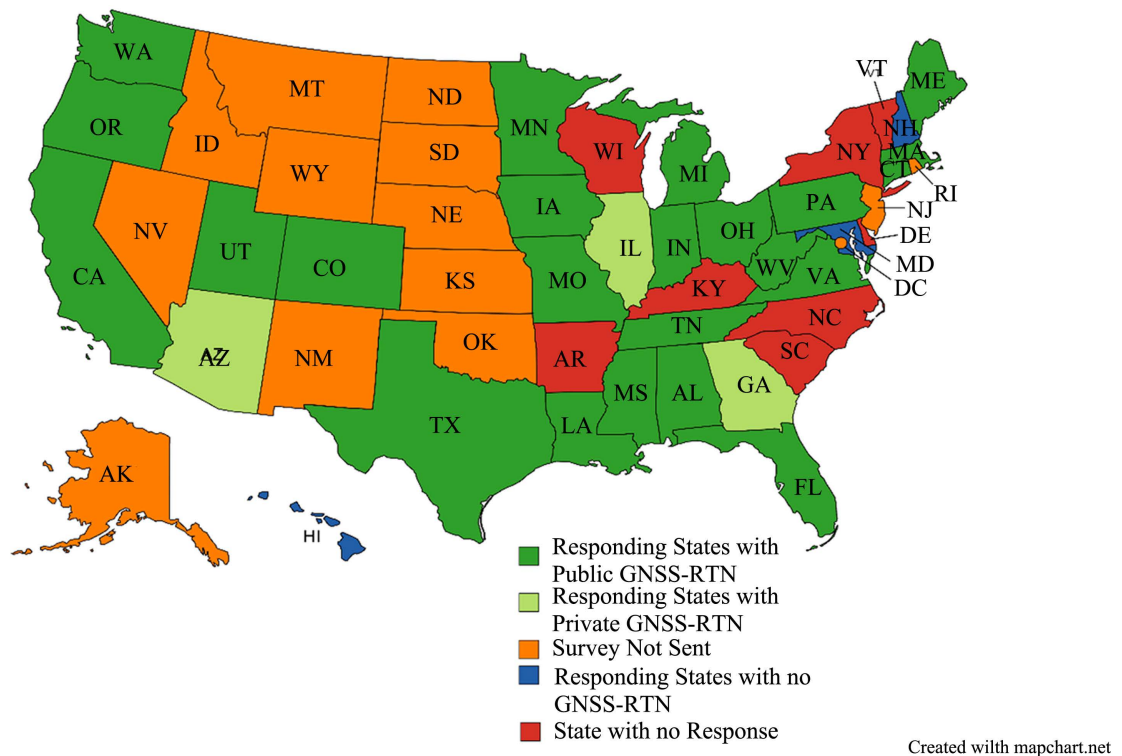 WA
MT
ND
MN
VT
ME
OR
ID
SD
WI
NY
NH
MA
CT
RI
WY
MI
NV
NE
IA
PA
NJ
UT
CO
IL
IN
OH
DE
CA
KS
MO
WV
VA
MD
DC
KY
AZ
NM
OK
AR
TN
NC
SC
TX
LA
MS
AL
GA
AK
FL
HI
Responding States with
Public GNSS-RTN
Responding States with
Private GNSS-RTN
Survey Not Sent
Responding States with no
GNSS-RTN
State with no Response
Created wilth mapchart.net